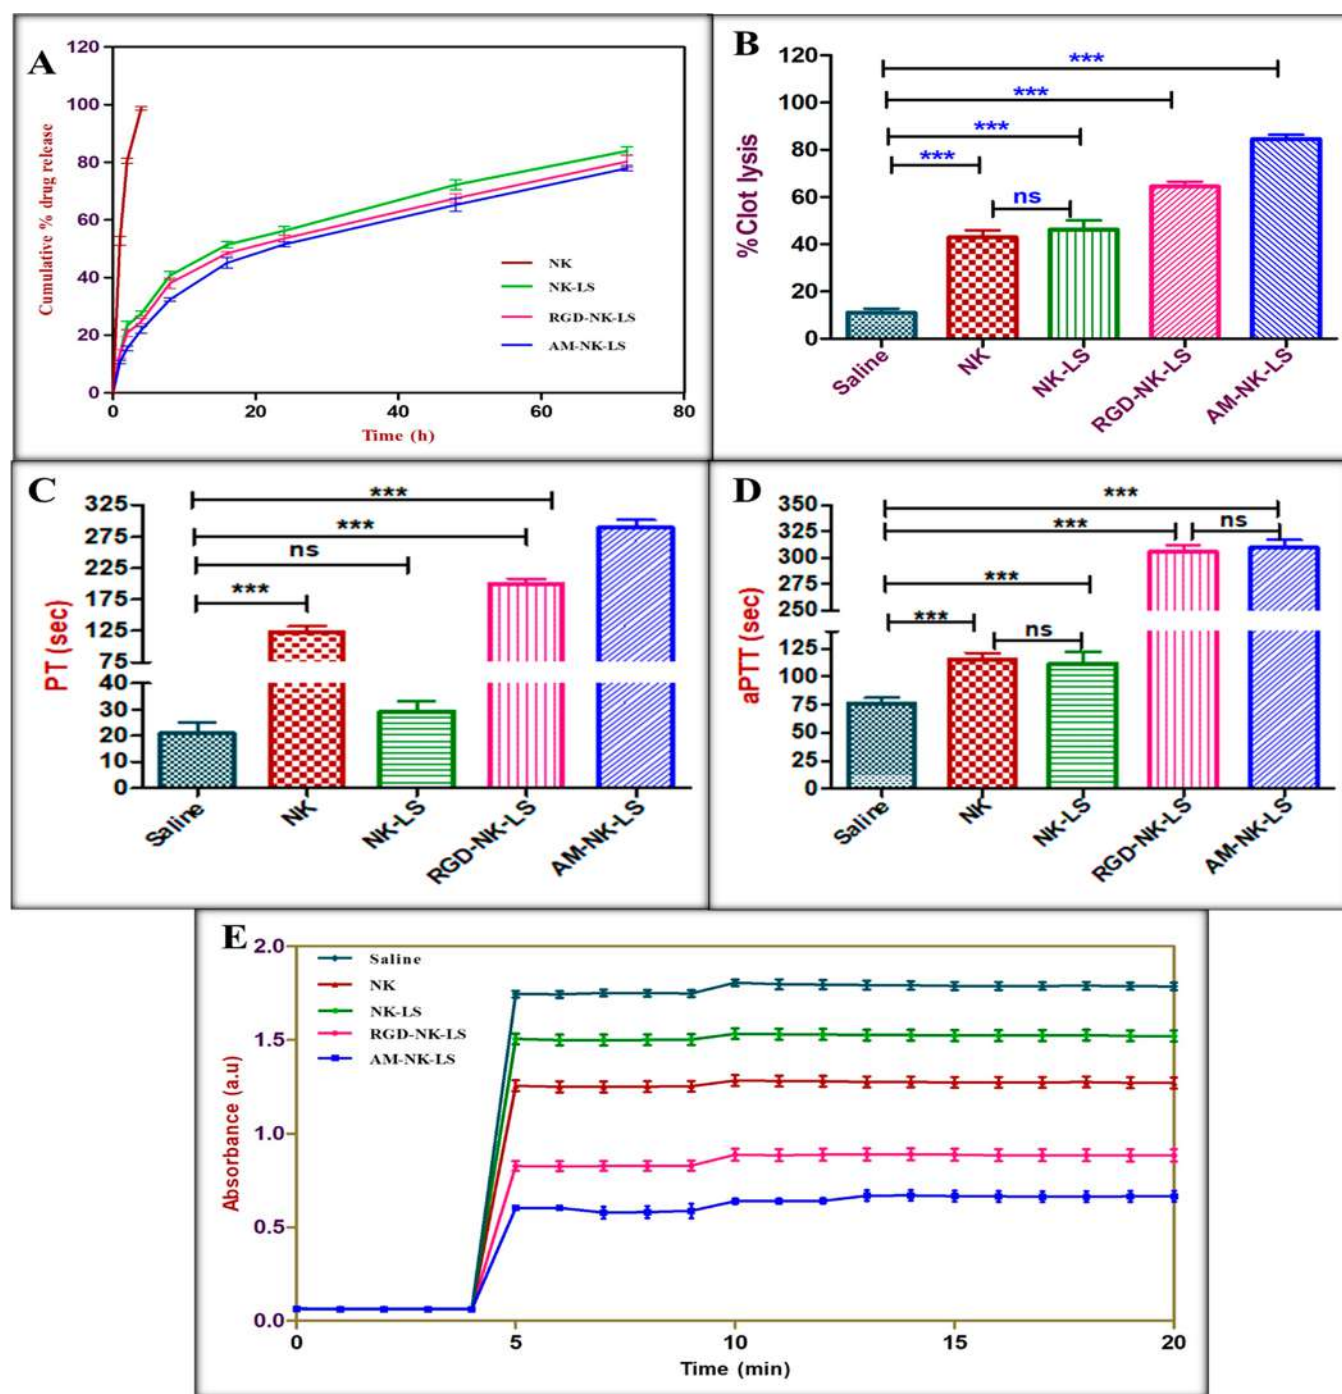 A
120
100
80
60
40
20
0
Cumulative % drug release
0 20 40 60 80
Time (h)
NK
NK-LS
RGD-NK-LS
AM-NK-LS
B
120
100
80
60
40
20
0
%Clot lysis
***
***
***
***
ns
Saline NK NK-LS RGD-NK-LS AM-NK-LS
C
325
275
225
175
125
75
40
30
20
10
0
PT (sec)
***
***
ns
***
Saline NK NK-LS RGD-NK-LS AM-NK-LS
D
350
325
300
275
250
125
100
75
50
25
0
aPTT (sec)
***
*** ns
***
*** ns
Saline NK NK-LS RGD-NK-LS AM-NK-LS
E
2.0
1.5
1.0
0.5
0.0
Absorbance (a.u)
Saline
NK
NK-LS
RGD-NK-LS
AM-NK-LS
0 5 10 15 20
Time (min)